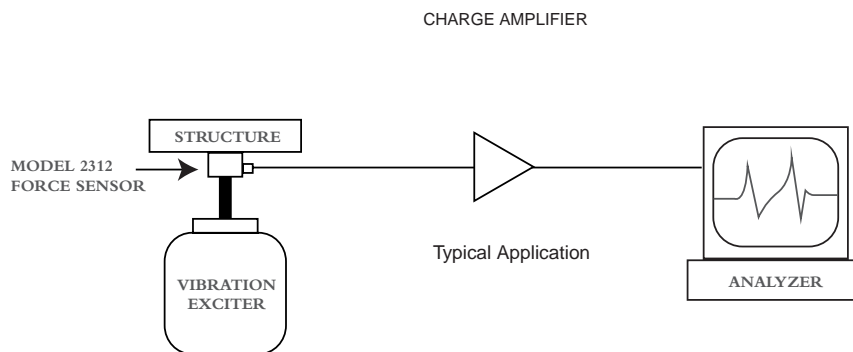 CHARGE AMPLIFIER
STRUCTURE
MODEL 2312
FORCE SENSOR
Typical Application
VIBRATION
EXCITER
ANALYZER